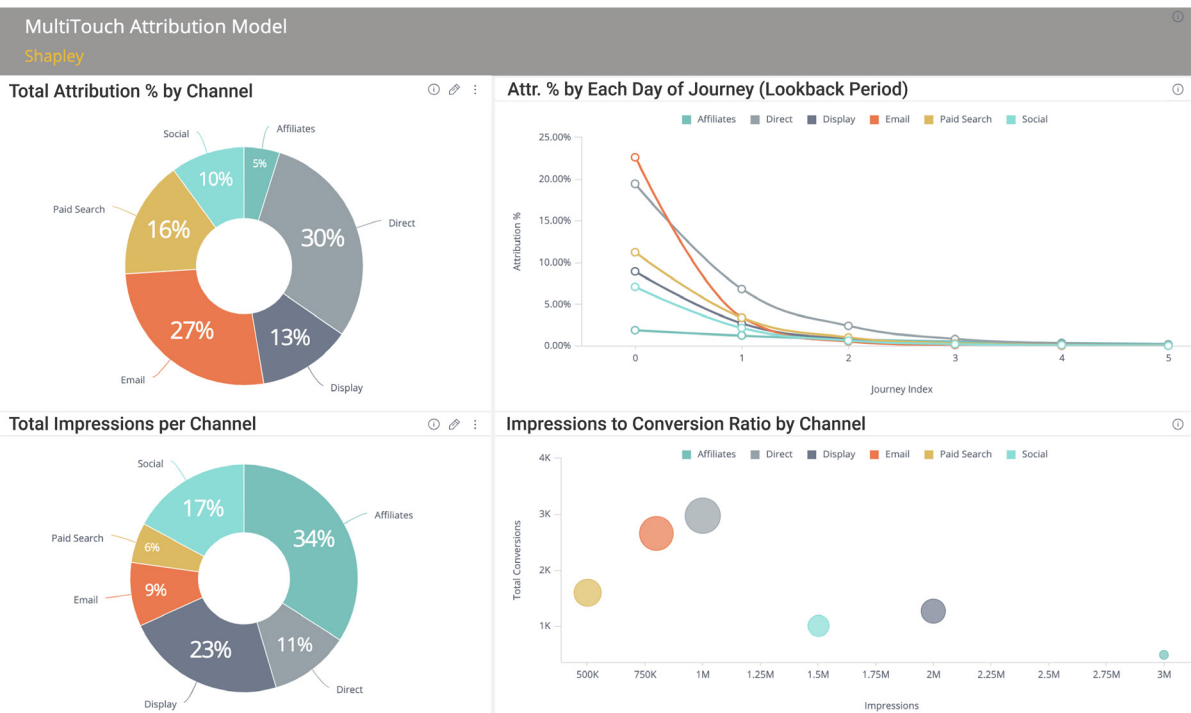 MultiTouch Attribution Model
Shapley
Total Attribution % by Channel
Social
Affiliates
5%
10%
Paid Search
16%
30%
Direct
27%
13%
Email
Display
Attr. % by Each Day of Journey (Lookback Period)
Affiliates Direct Display Email Paid Search Social
25.00%
20.00%
15.00%
10.00%
5.00%
0.00%
Attribution %
0 1 2 3 4 5
Journey Index
Total Impressions per Channel
Social
17%
Affiliates
34%
Paid Search
6%
Email
9%
23%
11%
Direct
Display
Impressions to Conversion Ratio by Channel
Affiliates Direct Display Email Paid Search Social
4K
3K
2K
1K
Total Conversions
500K 750K 1M 1.25M 1.5M 1.75M 2M 2.25M 2.5M 2.75M 3M
Impressions